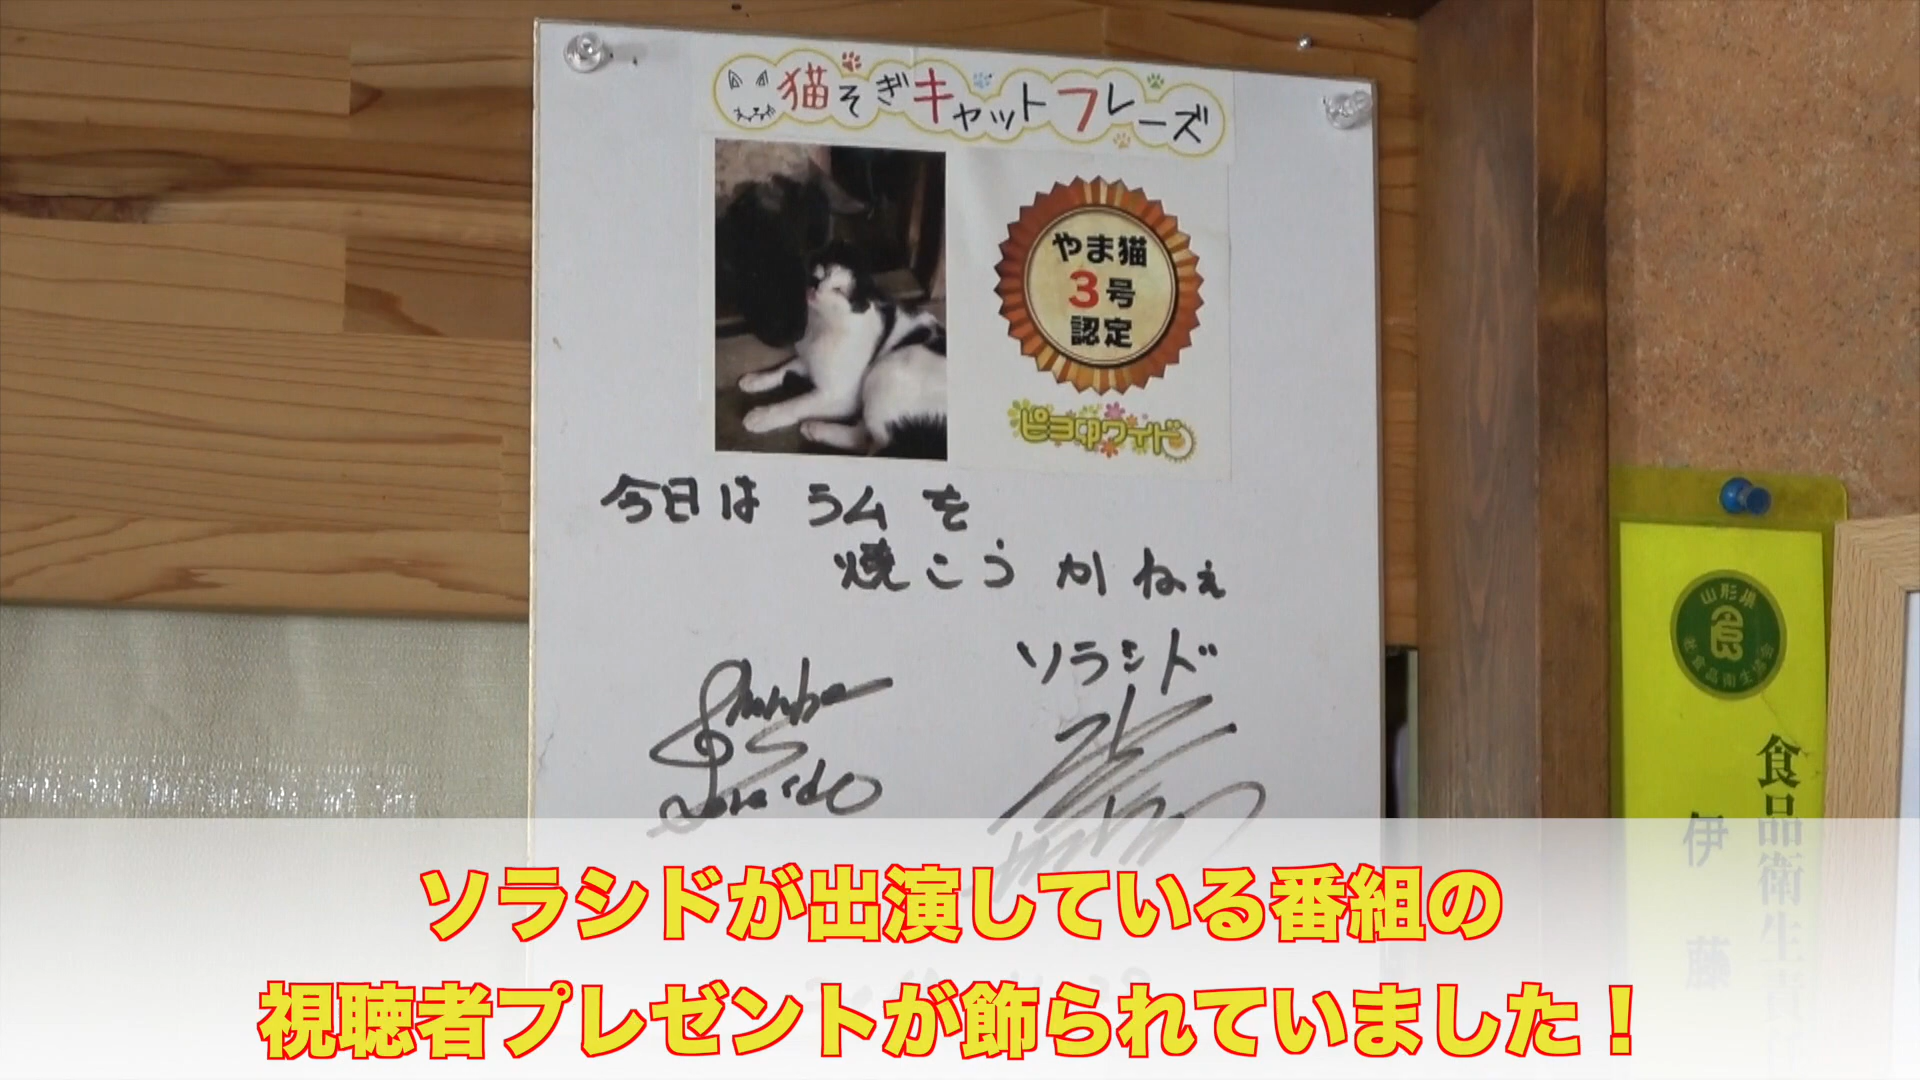 猫そぎキャットフレーズ
やま猫
3号
認定
ピヨ卵ワイド
今日は ラムを
焼こうかねぇ
ソラシド
山形県
食品衛生責任
伊藤
ソラシドが出演している番組の
視聴者プレゼントが飾られていました！